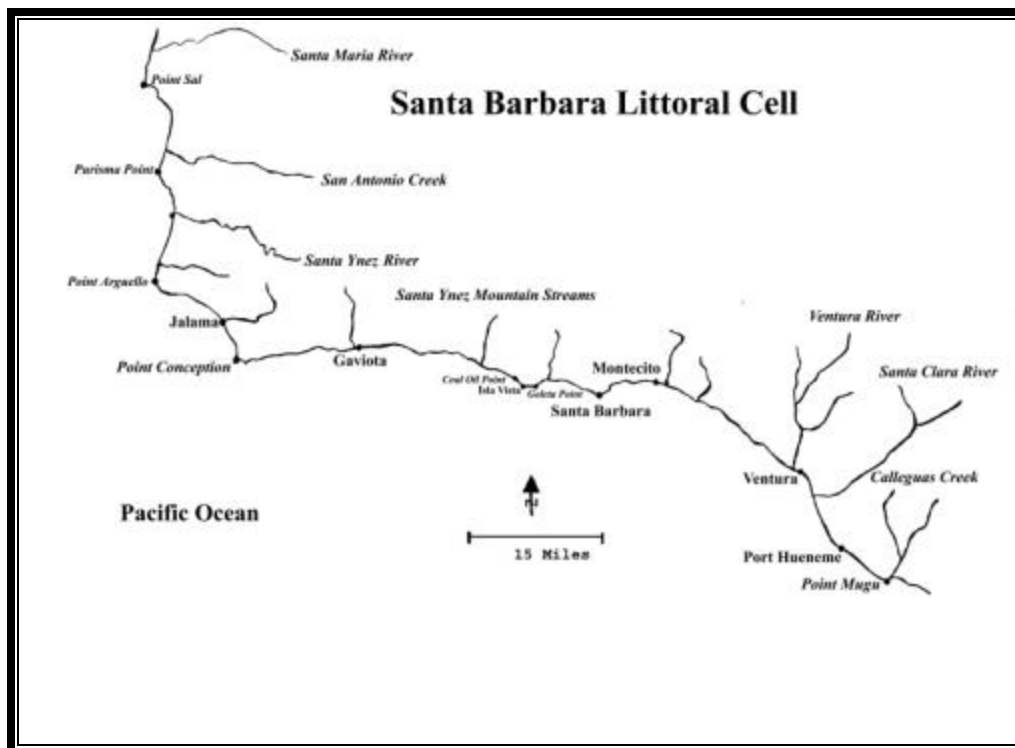 Santa Maria River
Point Sal
Santa Barbara Littoral Cell
Purisma Point
San Antonio Creek
Santa Ynez River
Point Arguello
Santa Ynez Mountain Streams
Jalama
Ventura River
Point Conception
Gaviota
Montecito
Santa Clara River
Coal Oil Point
Isla Vista
Goleta Point
Santa Barbara
Ventura
Calleguas Creek
Pacific Ocean
N
15 Miles
Port Hueneme
Point Mugu